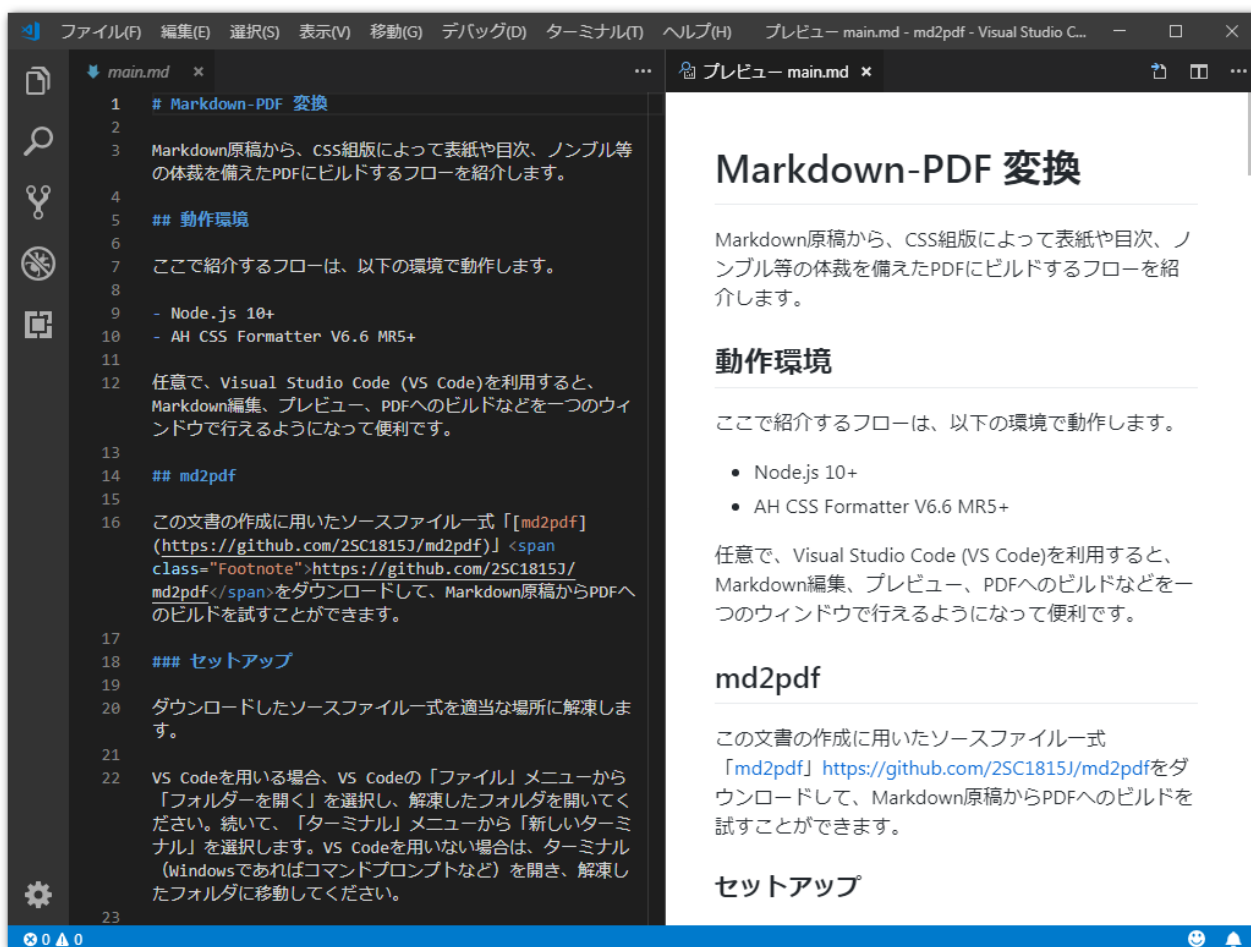 ファイル(F) 編集(E) 選択(S) 表示(V) 移動(G) デバッグ(D) ターミナル(T) ヘルプ(H) プレビュー main.md - md2pdf - Visual Studio C...
main.md ×
1 # Markdown-PDF 変換
2
3 Markdown原稿から、CSS組版によって表紙や目次、ノンブル等
の体裁を備えたPDFにビルドするフローを紹介します。
4
5 ## 動作環境
6
7 ここで紹介するフローは、以下の環境で動作します。
8
9 - Node.js 10+
10 - AH CSS Formatter V6.6 MR5+
11
12 任意で、Visual Studio Code (VS Code)を利用すると、
Markdown編集、プレビュー、PDFへのビルドなどを一つのウィ
ンドウで行えるようになって便利です。
13
14 ## md2pdf
15
16 この文書の作成に用いたソースファイル一式「[md2pdf]
(https://github.com/2SC1815J/md2pdf)」<span
class="Footnote">https://github.com/2SC1815J/
md2pdf</span>をダウンロードして、Markdown原稿からPDFへ
のビルドを試すことができます。
17
18 ### セットアップ
19
20 ダウンロードしたソースファイル一式を適当な場所に解凍しま
す。
21
22 VS Codeを用いる場合、VS Codeの「ファイル」メニューから
「フォルダーを開く」を選択し、解凍したフォルダを開いてく
ださい。続いて、「ターミナル」メニューから「新しいターミ
ナル」を選択します。VS Codeを用いない場合は、ターミナル
（Windowsであればコマンドプロンプトなど）を開き、解凍し
たフォルダに移動してください。
23
プレビュー main.md ×
Markdown-PDF 変換
Markdown原稿から、CSS組版によって表紙や目次、ノ
ンブル等の体裁を備えたPDFにビルドするフローを紹
介します。
動作環境
ここで紹介するフローは、以下の環境で動作します。
• Node.js 10+
• AH CSS Formatter V6.6 MR5+
任意で、Visual Studio Code (VS Code)を利用すると、
Markdown編集、プレビュー、PDFへのビルドなどを一
つのウィンドウで行えるようになって便利です。
md2pdf
この文書の作成に用いたソースファイル一式
「md2pdf」https://github.com/2SC1815J/md2pdfをダ
ウンロードして、Markdown原稿からPDFへのビルドを
試すことができます。
セットアップ
0 0